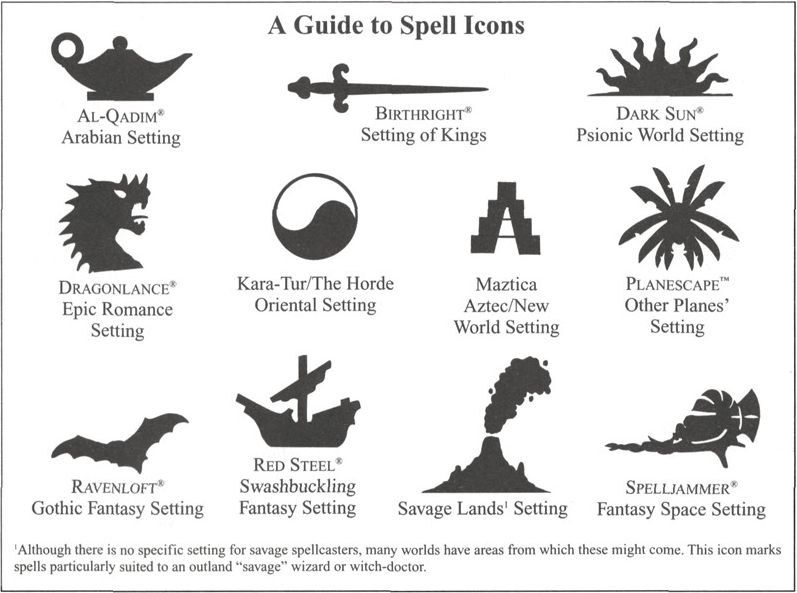 A Guide to Spell Icons
AL-QADIM®
Arabian Setting
BIRTHRIGHT®
Setting of Kings
DARK SUN®
Psionic World Setting
DRAGONLANCE®
Epic Romance
Setting
Kara-Tur/The Horde
Oriental Setting
Maztica
Aztec/New
World Setting
PLANESCAPE™
Other Planes’
Setting
RAVENLOFT®
Gothic Fantasy Setting
RED STEEL®
Swashbuckling
Fantasy Setting
Savage Lands¹ Setting
SPELLJAMMER®
Fantasy Space Setting
¹Although there is no specific setting for savage spellcasters, many worlds have areas from which these might come. This icon marks
spells particularly suited to an outland “savage” wizard or witch-doctor.